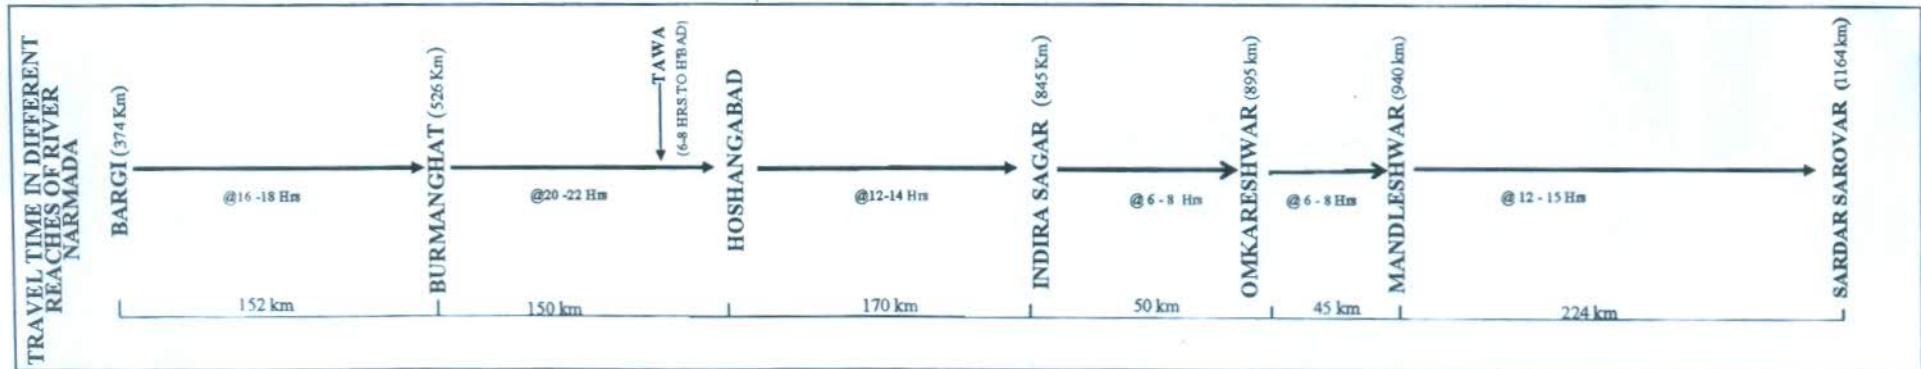 TRAVEL TIME IN DIFFERENT
REACHES OF RIVER
NARMADA
BARGI (374 Km)
BURMANGHAT (526 Km)
TAWA
(6-8 HRS TO H'BAD)
HOSHANGABAD
INDIRA SAGAR (845 Km)
OMKARESHWAR (895 km)
MANDLESHWAR (940 km)
SARDAR SAROVAR (1164 km)
@16 -18 Hrs
@20 -22 Hrs
@12-14 Hrs
@ 6 - 8 Hrs
@ 6 - 8 Hrs
@ 12 - 15 Hrs
152 km
150 km
170 km
50 km
45 km
224 km